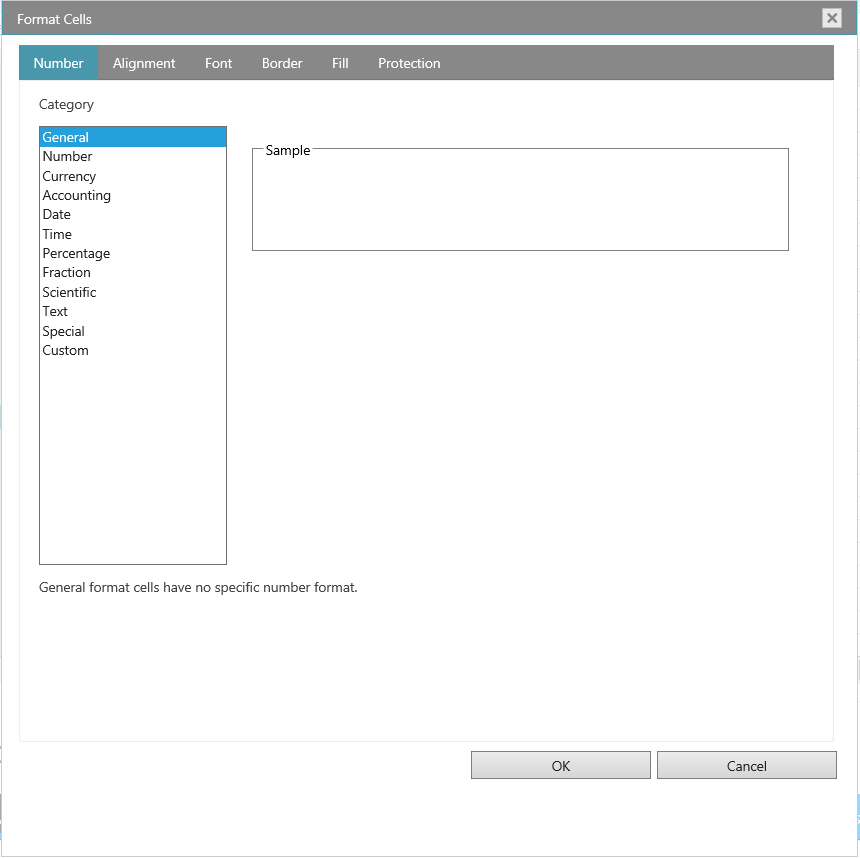 Format Cells
Number Alignment Font Border Fill Protection
Category
General
Sample
Number
Currency
Accounting
Date
Time
Percentage
Fraction
Scientific
Text
Special
Custom
General format cells have no specific number format.
OK Cancel